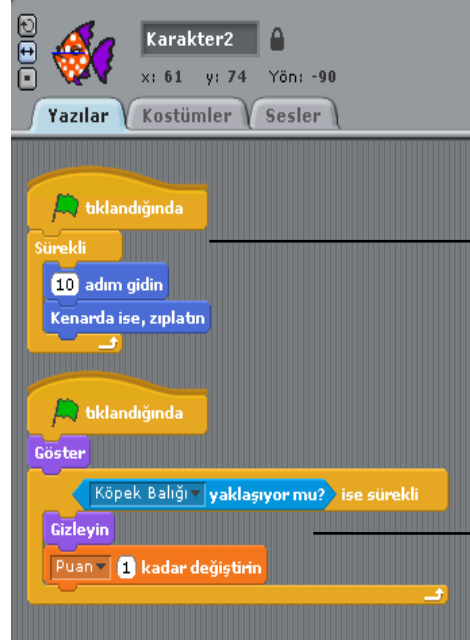 Karakter2
x: 61 y: 74 Yön: -90
Yazılar Kostümler Sesler
tıklandığında
Sürekli
10 adım gidin
Kenarda ise, zıplatın
tıklandığında
Göster
Köpek Balığı yaklaşıyor mu? ise sürekli
Gizleyin
Puan 1 kadar değiştirin